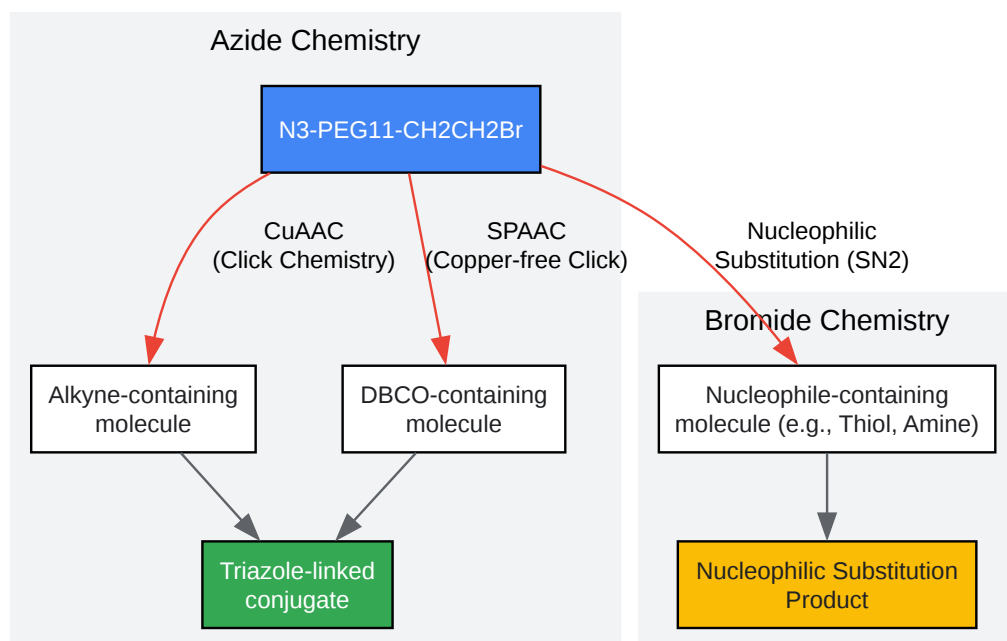 Azide Chemistry
N3-PEG11-CH2CH2Br
CuAAC
(Click Chemistry)
SPAAC
(Copper-free Click)
Nucleophilic
Substitution (SN2)
Bromide Chemistry
Alkyne-containing
molecule
DBCO-containing
molecule
Nucleophile-containing
molecule (e.g., Thiol, Amine)
Triazole-linked
conjugate
Nucleophilic Substitution
Product